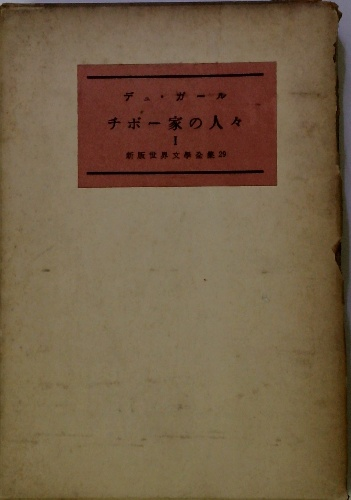 デュ・ガール
チボー家の人々
I
新版世界文學全集29